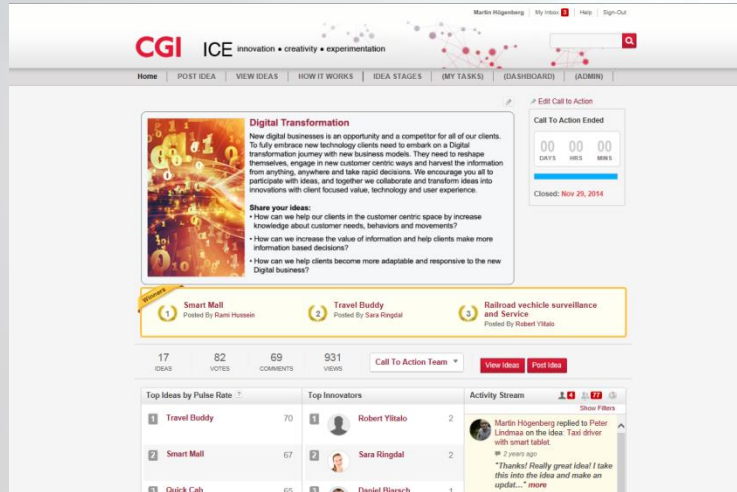 Martin Högenberg My Inbox 3 Help Sign-Out
CGI ICE innovation • creativity • experimentation
Home POST IDEA VIEW IDEAS HOW IT WORKS IDEA STAGES (MY TASKS) (DASHBOARD) (ADMIN)
Edit Call to Action
Digital Transformation
New digital businesses is an opportunity and a competitor for all of our clients.
To fully embrace new technology clients need to embark on a Digital
transformation journey with new business models. They need to reshape
themselves, engage in new customer centric ways and harvest the information
from anything, anywhere and take rapid decisions. We encourage you all to
participate with ideas, and together we collaborate and transform ideas into
innovations with client focused value, technology and user experience.
Share your ideas:
• How can we help our clients in the customer centric space by increase
knowledge about customer needs, behaviors and movements?
• How can we increase the value of information and help clients make more
information based decisions?
• How can we help clients become more adaptable and responsive to the new
Digital business?
Call To Action Ended
00 00 00
DAYS HRS MINS
Closed: Nov 29, 2014
Winners
1 Smart Mall
Posted By Rami Hussein
2 Travel Buddy
Posted By Sara Ringdal
3 Railroad vechicle surveillance
and Service
Posted By Robert Ylitalo
17 82 69 931
IDEAS VOTES COMMENTS VIEWS
Call To Action Team
View Ideas Post Idea
Top Ideas by Pulse Rate ?
1 Travel Buddy 70
2 Smart Mall 67
3 Quick Cab 65
Top Innovators
1 Robert Ylitalo 2
2 Sara Ringdal 2
3 Daniel Bjarsch 1
Activity Stream 4 77
Show Filters
Martin Högenberg replied to Peter
Lindmaa on the idea: Taxi driver
with smart tablet.
2 years ago
"Thanks! Really great idea! I take
this into the idea and make an
updat..." more